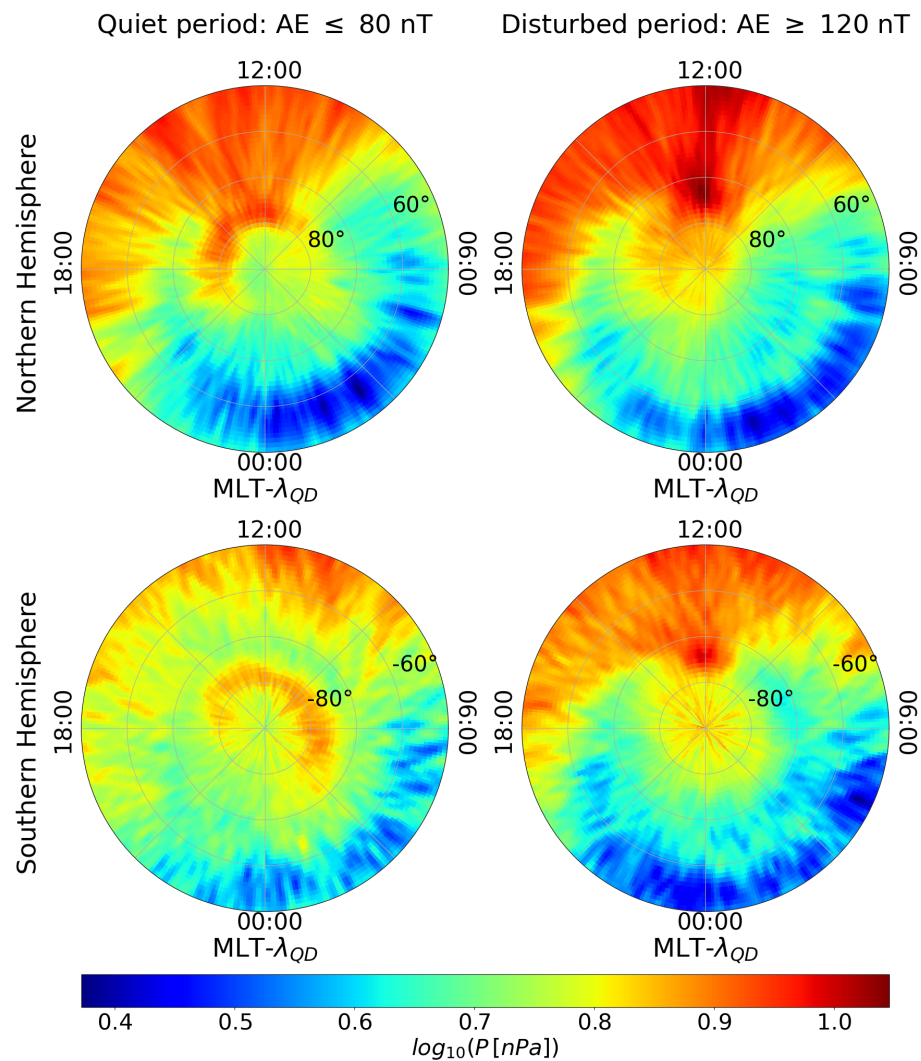 Quiet period: AE ≤ 80 nT
Disturbed period: AE ≥ 120 nT
Northern Hemisphere
12:00
60°
80°
18:00
06:00
00:00
MLT-λ_QD
12:00
60°
80°
18:00
06:00
00:00
MLT-λ_QD
Southern Hemisphere
12:00
-60°
-80°
18:00
06:00
00:00
MLT-λ_QD
12:00
-60°
-80°
18:00
06:00
00:00
MLT-λ_QD
0.4 0.5 0.6 0.7 0.8 0.9 1.0
log₁₀(P [nPa])